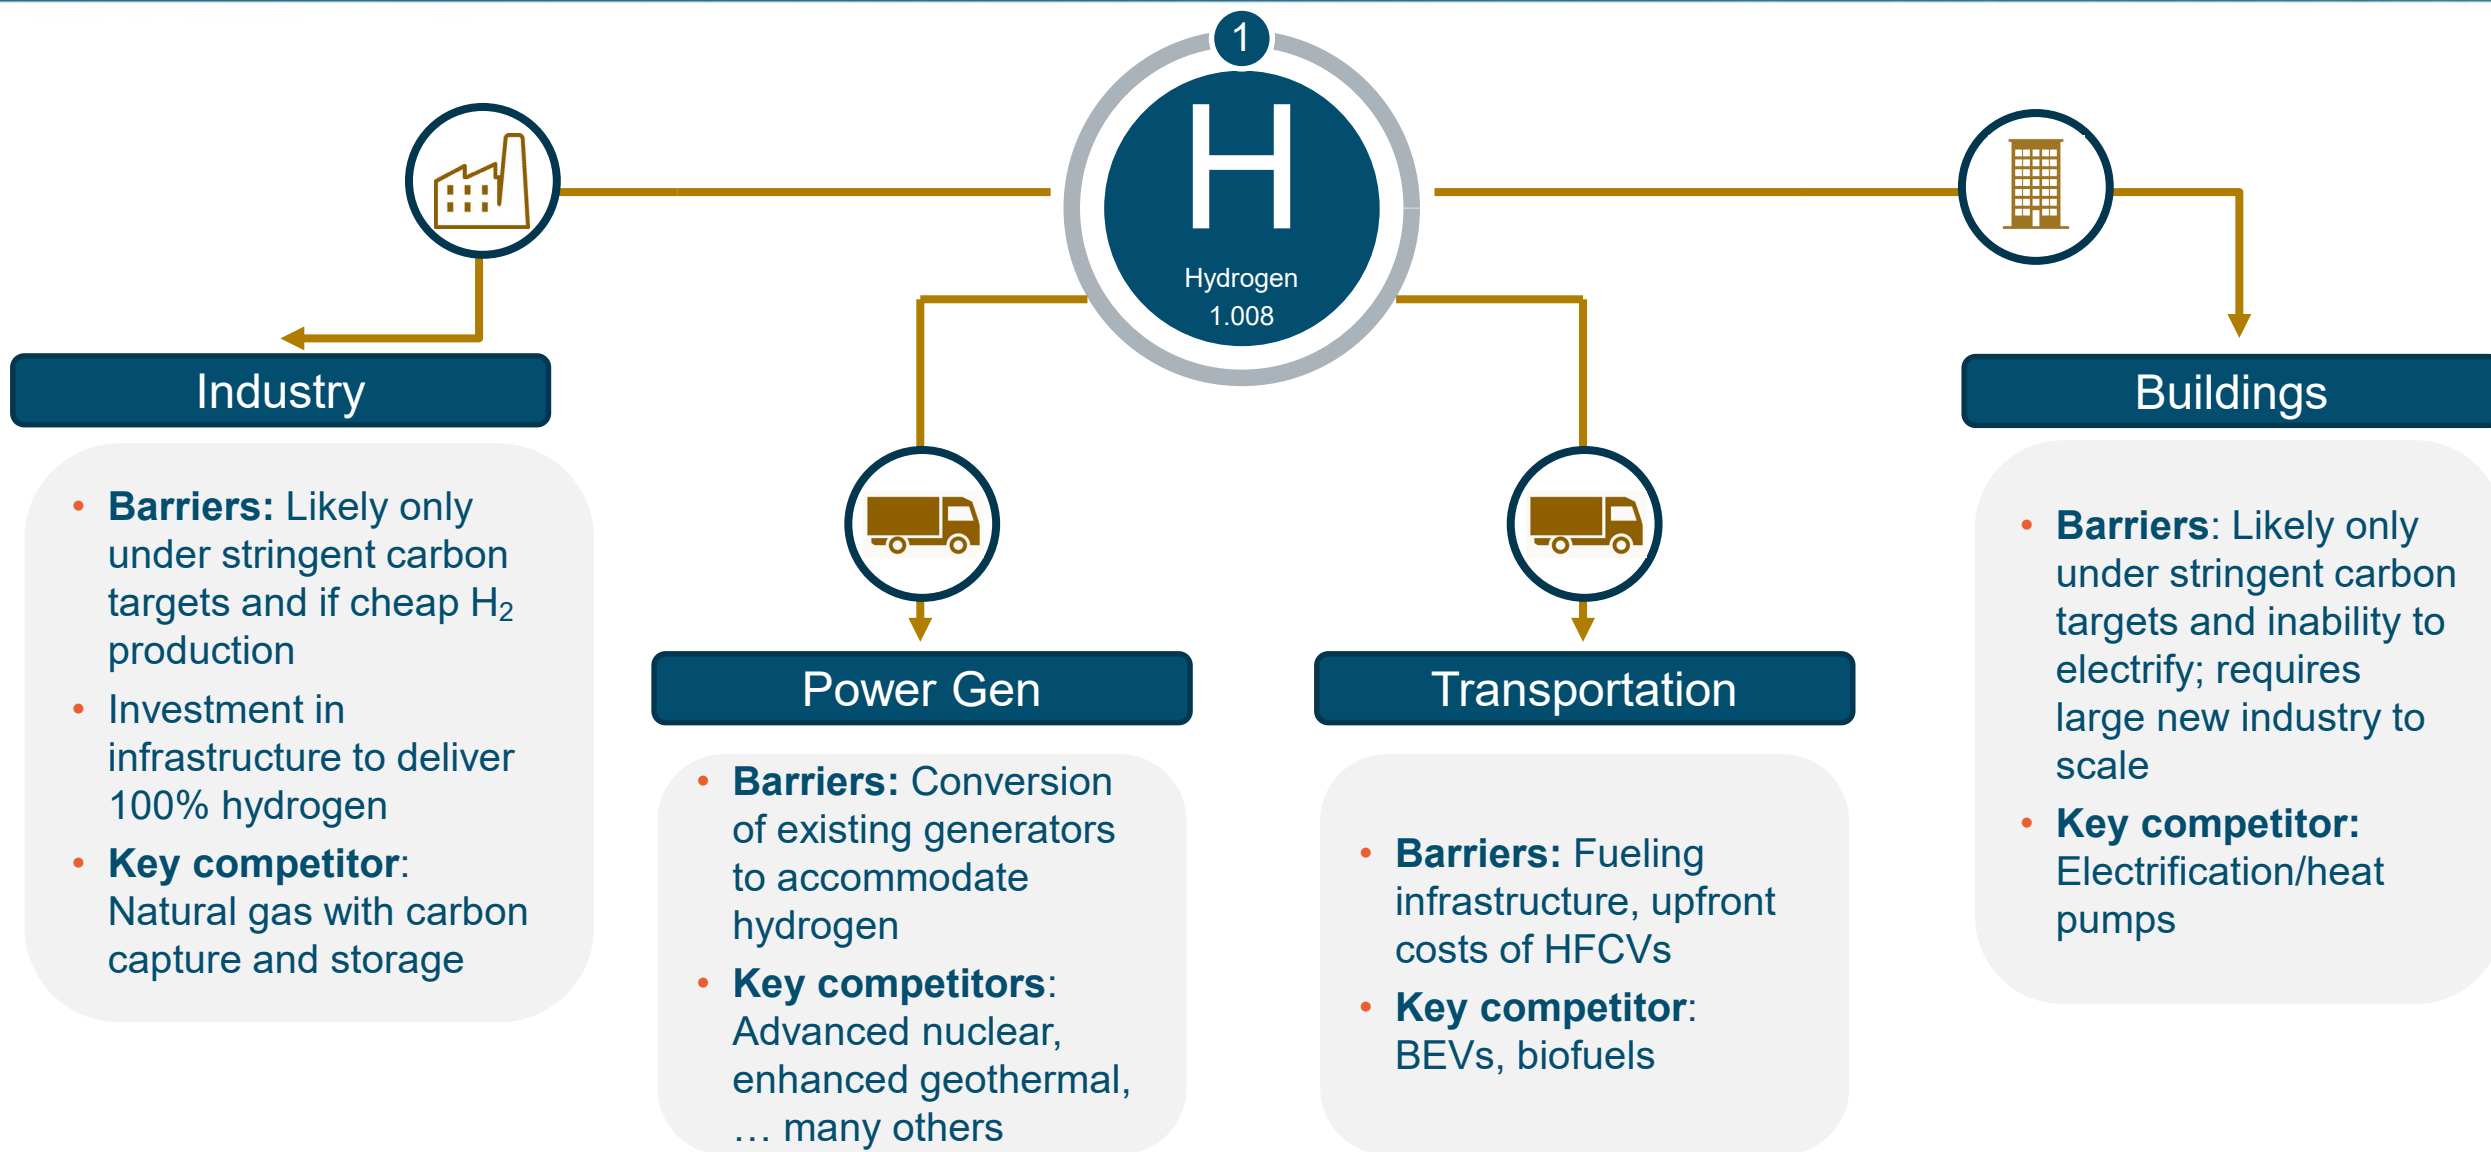 1
H
Hydrogen
1.008
Industry
• Barriers: Likely only
under stringent carbon
targets and if cheap H₂
production
• Investment in
infrastructure to deliver
100% hydrogen
• Key competitor:
Natural gas with carbon
capture and storage
Power Gen
• Barriers: Conversion
of existing generators
to accommodate
hydrogen
• Key competitors:
Advanced nuclear,
enhanced geothermal,
… many others
Transportation
• Barriers: Fueling
infrastructure, upfront
costs of HFCVs
• Key competitor:
BEVs, biofuels
Buildings
• Barriers: Likely only
under stringent carbon
targets and inability to
electrify; requires
large new industry to
scale
• Key competitor:
Electrification/heat
pumps